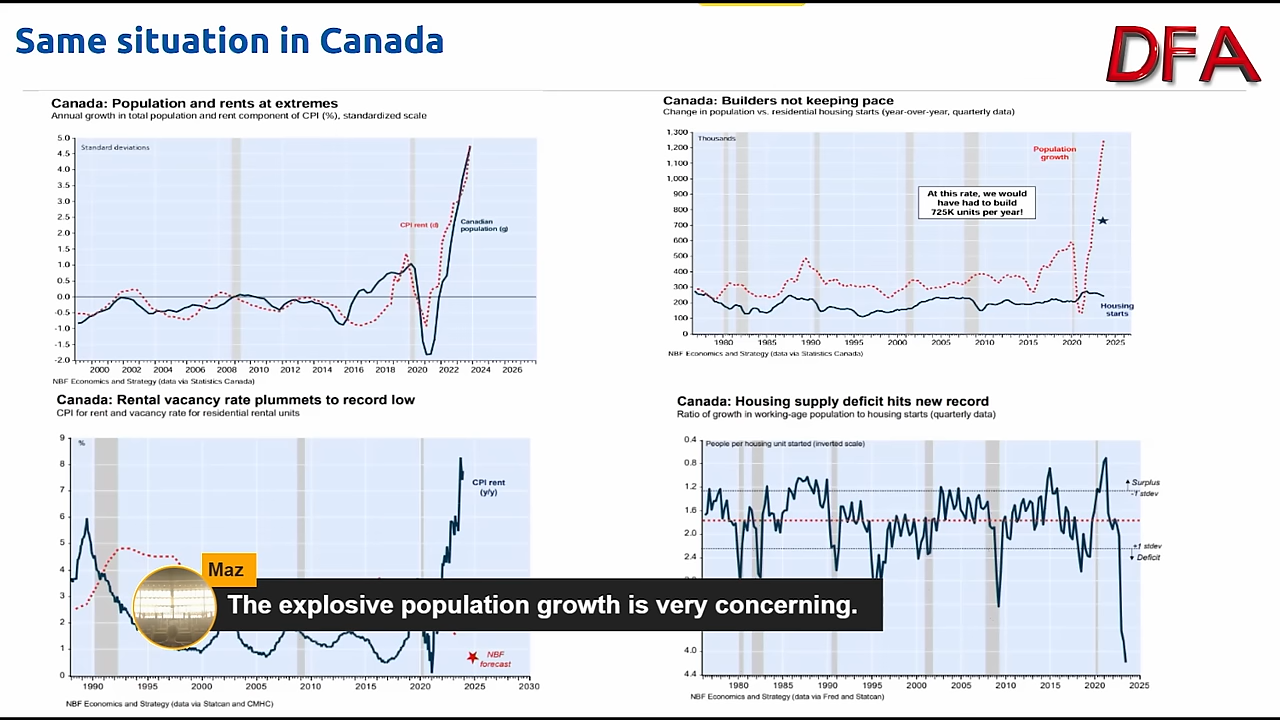 Same situation in Canada
DFA
Canada: Population and rents at extremes
Annual growth in total population and rent component of CPI (%), standardized scale
5.0
4.5
4.0
3.5
3.0
2.5
2.0
1.5
1.0
0.5
0.0
-0.5
-1.0
-1.5
-2.0
Standard deviations
CPI rent (d)
Canadian
population (g)
2000 2002 2004 2006 2008 2010 2012 2014 2016 2018 2020 2022 2024 2026
NBF Economics and Strategy (data via Statistics Canada)
Canada: Builders not keeping pace
Change in population vs. residential housing starts (year-over-year, quarterly data)
1,300
1,200
1,100
1,000
900
800
700
600
500
400
300
200
100
0
Thousands
Population
growth
At this rate, we would
have had to build
725K units per year!
Housing
starts
1980 1985 1990 1995 2000 2005 2010 2015 2020 2025
NBF Economics and Strategy (data via Statistics Canada)
Canada: Rental vacancy rate plummets to record low
CPI for rent and vacancy rate for residential rental units
9
8
7
6
5
4
3
2
1
0
%
CPI rent
(y/y)
NBF
forecast
1990 1995 2000 2005 2010 2015 2020 2025 2030
NBF Economics and Strategy (data via Statcan and CMHC)
Canada: Housing supply deficit hits new record
Ratio of growth in working-age population to housing starts (quarterly data)
0.4
0.8
1.2
1.6
2.0
2.4
4.0
4.4
People per housing unit started (inverted scale)
Surplus
-1 stdev
+1 stdev
Deficit
1980 1985 1990 1995 2000 2005 2010 2015 2020 2025
NBF Economics and Strategy (data via Fred and Statcan)
Maz
The explosive population growth is very concerning.